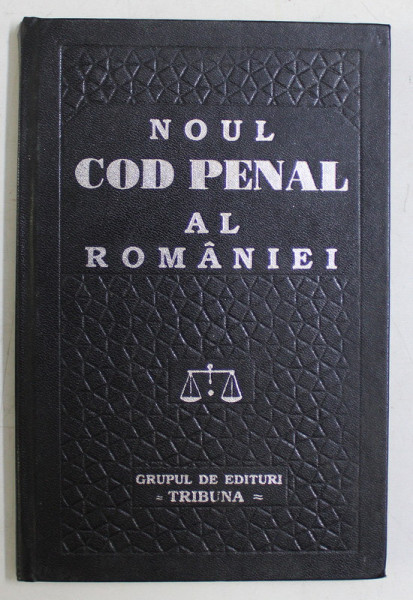 NOUL
COD PENAL
AL
ROMÂNIEI
GRUPUL DE EDITURI
≈ TRIBUNA ≈